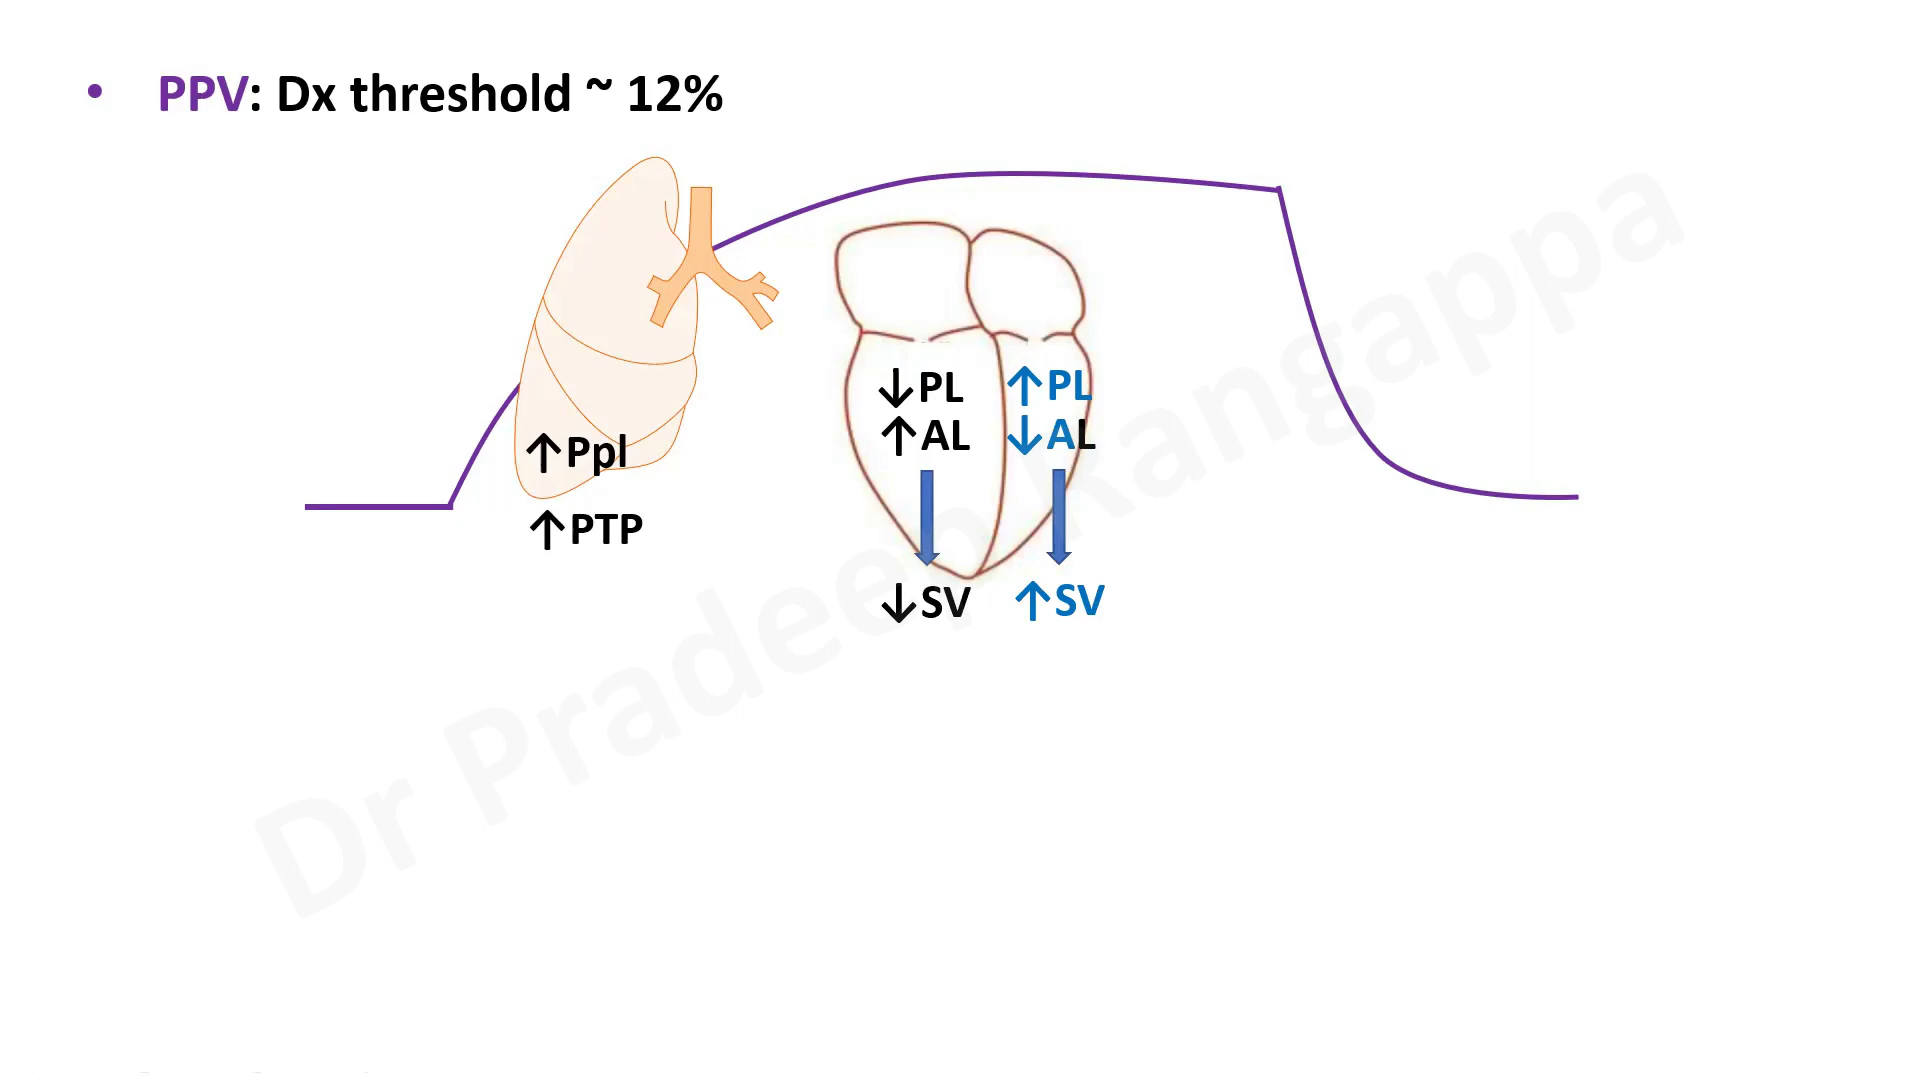 • PPV: Dx threshold ~ 12%
↓PL ↑PL
↑AL ↓AL
↑Ppl
↑PTP
↓SV ↑SV
Dr Pradeep Rangappa